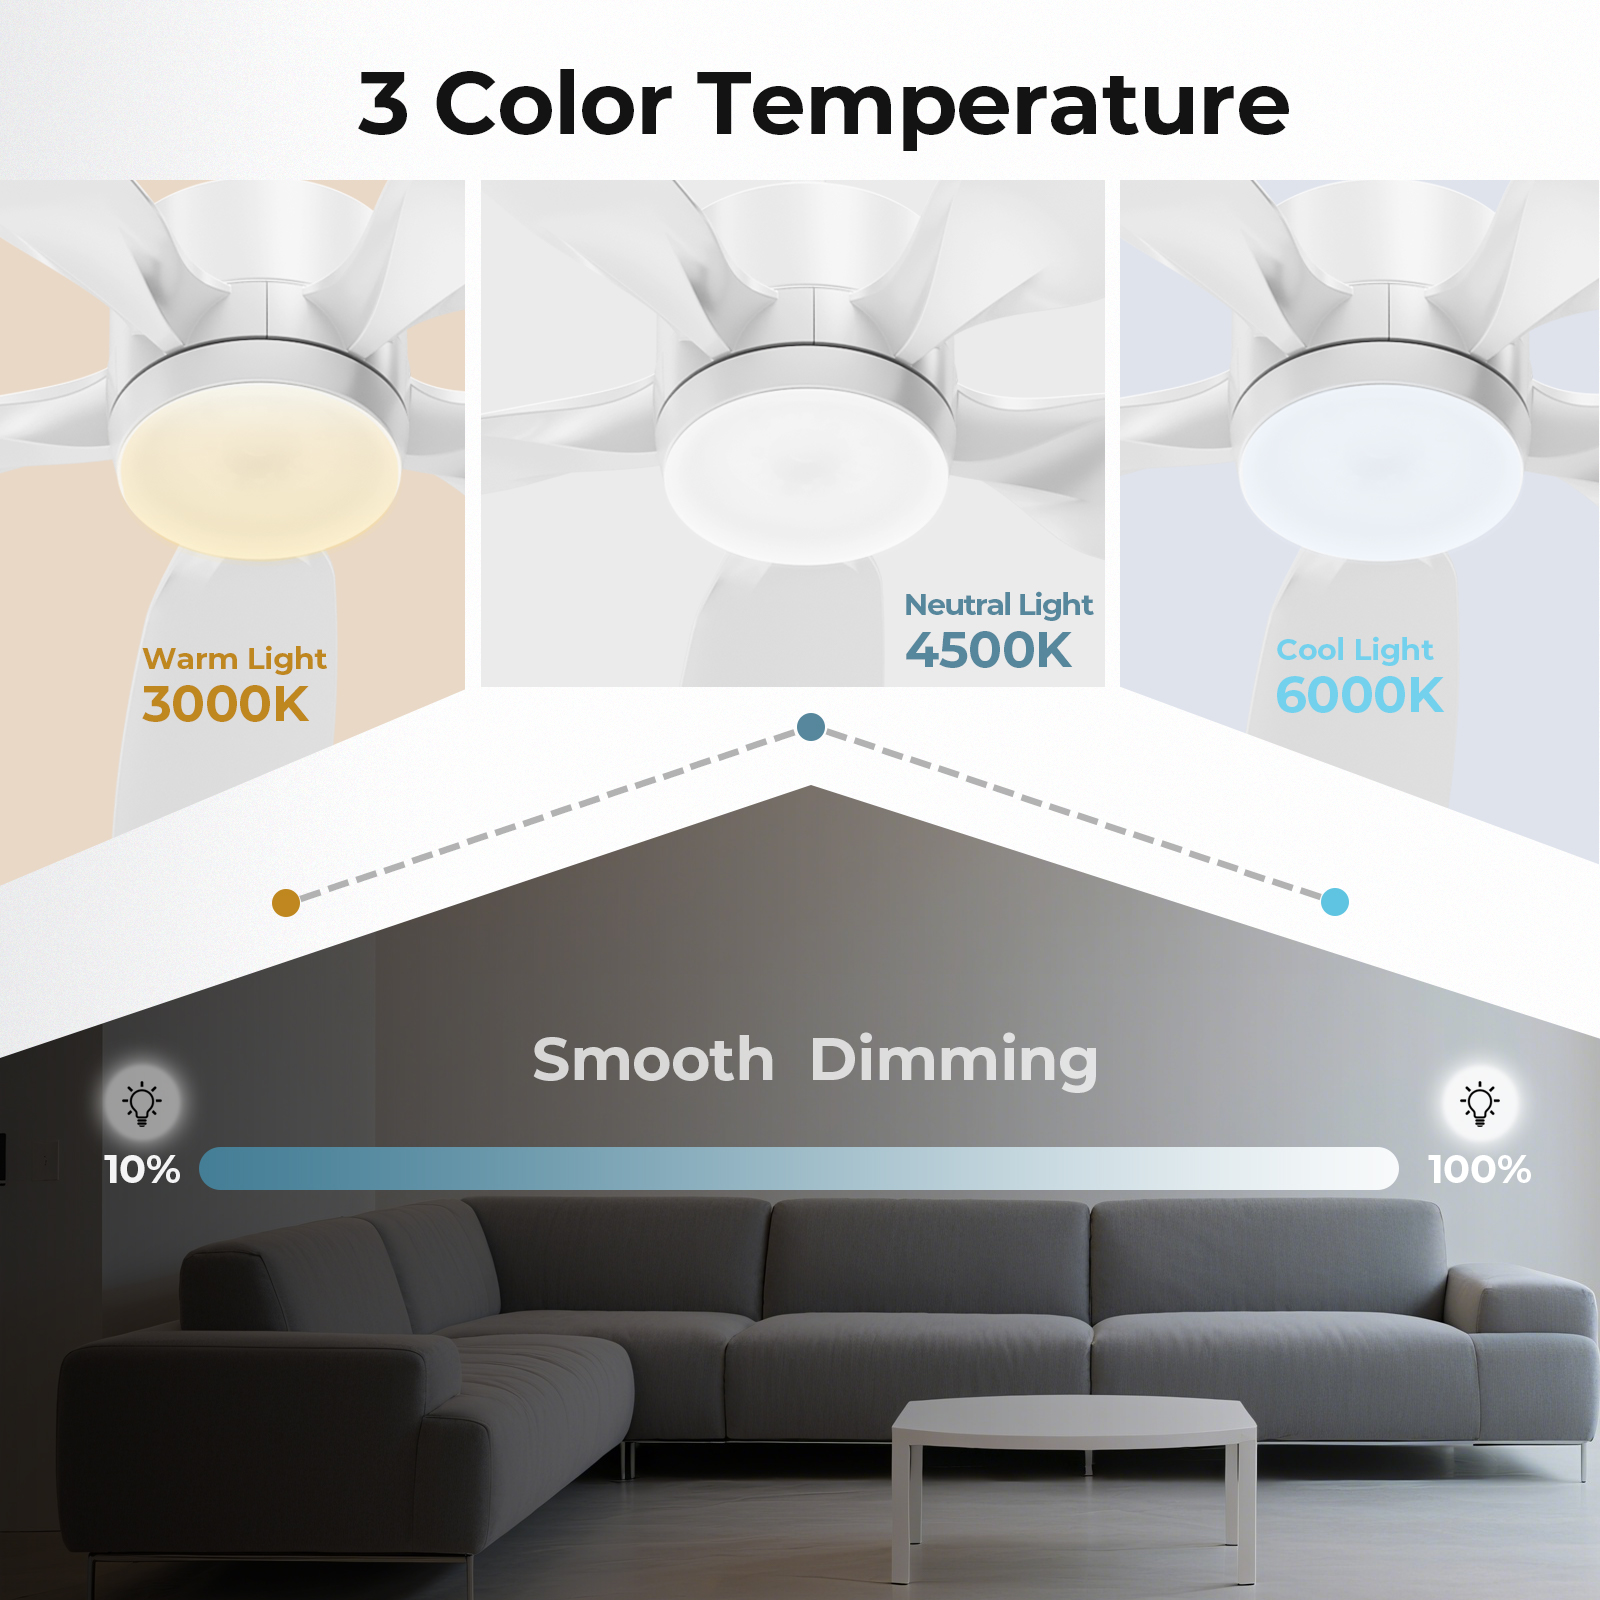 3 Color Temperature
Warm Light
3000K
Neutral Light
4500K
Cool Light
6000K
Smooth Dimming
10%
100%